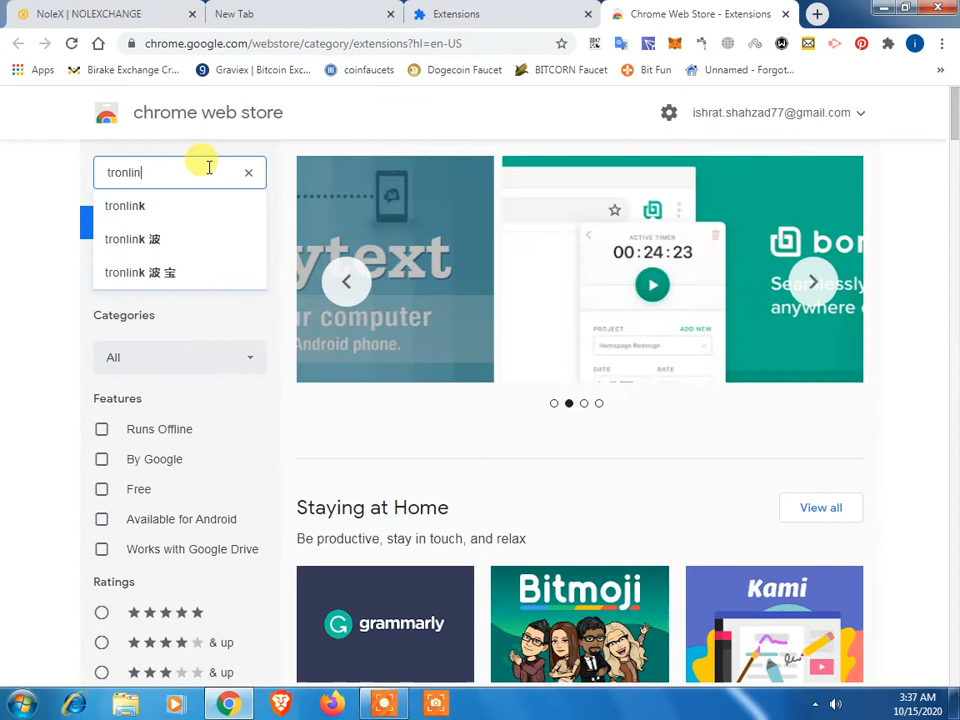 NoleX | NOLEXCHANGE
New Tab
Extensions
Chrome Web Store - Extensions
chrome.google.com/webstore/category/extensions?hl=en-US
Apps
Birake Exchange Cr...
Graviex | Bitcoin Exc...
coinfaucets
Dogecoin Faucet
BITCORN Faucet
Bit Fun
Unnamed - Forgot...
»
chrome web store
ishrat.shahzad77@gmail.com
tronlin
tronlink
tronlink 波
tronlink 波 宝
Categories
All
Features
Runs Offline
By Google
Free
Available for Android
Works with Google Drive
Ratings
& up
& up
ytext
ur computer
Android phone.
ACTIVE TIMER
00:24:23
PROJECT
ADD NEW
Homepage Redesign
DATE
RATE
bon
Seamlessly
anywhere
Staying at Home
View all
Be productive, stay in touch, and relax
grammarly
Bitmoji
Kami
3:37 AM
10/15/2020